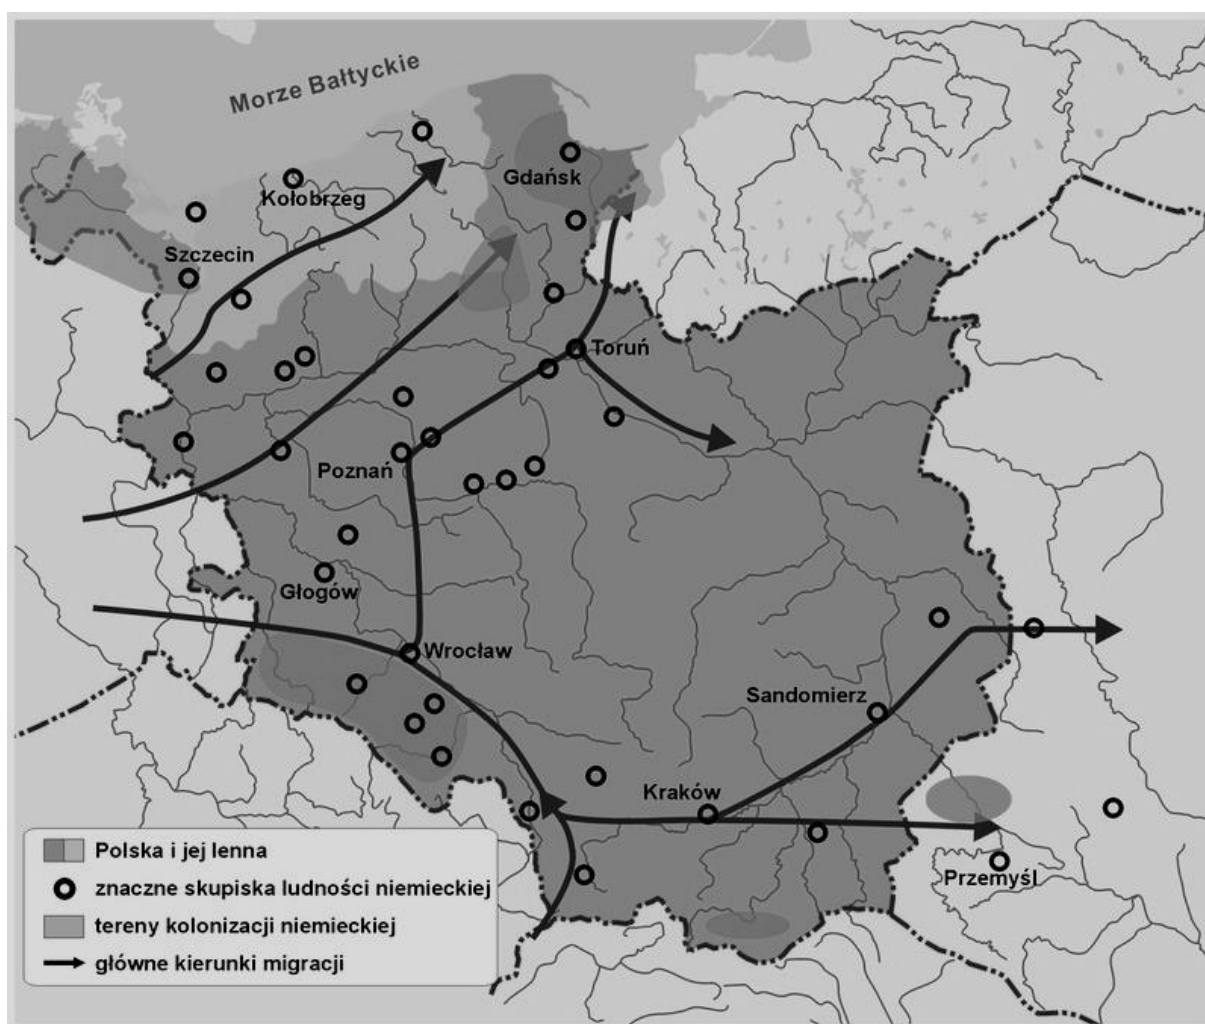 Morze Bałtyckie
Gdańsk
Kołobrzeg
Szczecin
Toruń
Poznań
Głogów
Wrocław
Sandomierz
Kraków
Przemyśl
Polska i jej lenna
znaczne skupiska ludności niemieckiej
tereny kolonizacji niemieckiej
główne kierunki migracji